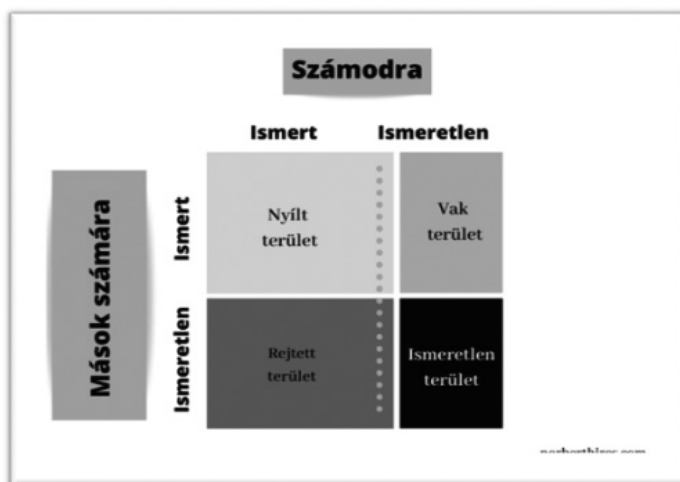 Számodra
Ismert Ismeretlen
Mások számára
Ismert
Ismeretlen
Nyílt
terület
Vak
terület
Rejtett
terület
Ismeretlen
terület